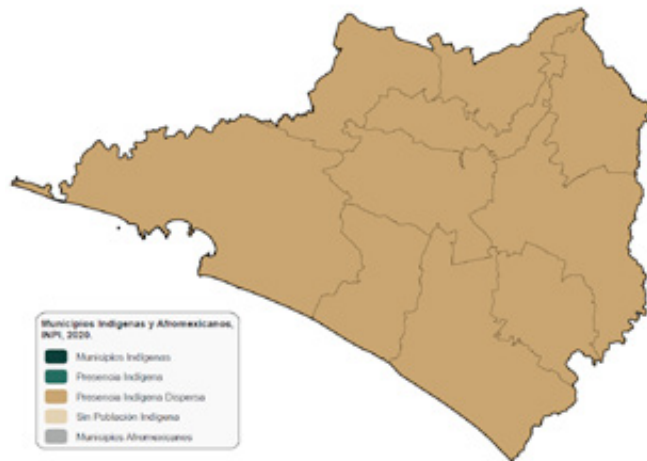 Municipios Indígenas y Afromexicanos,
INPI, 2020.
Municipios Indígenas
Presencia Indígena
Presencia Indígena Dispersa
Sin Población Indígena
Municipios Afromexicanos